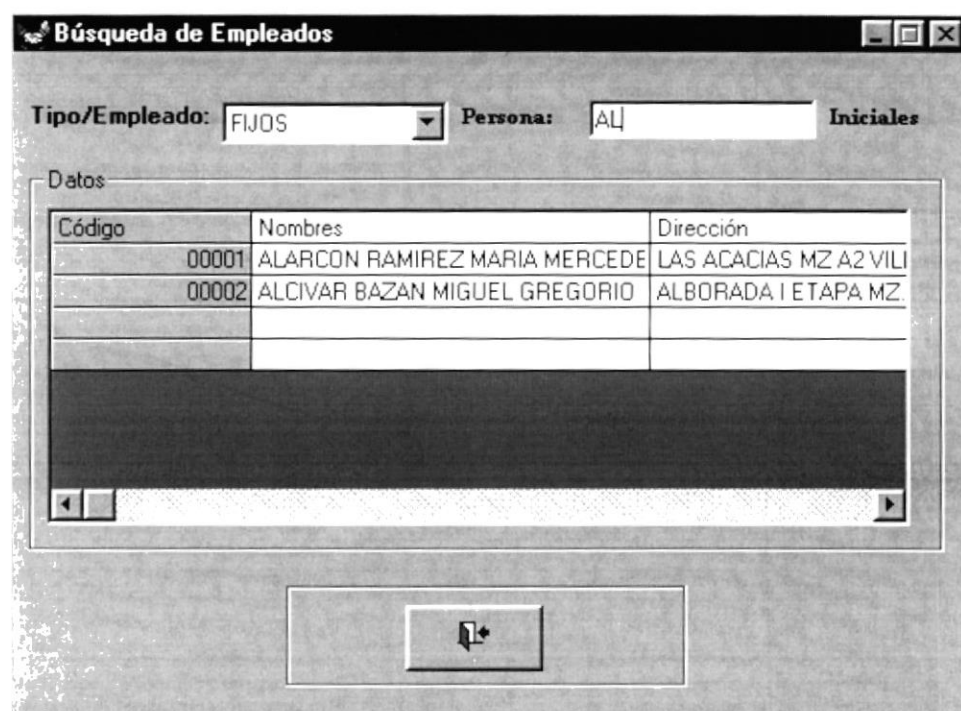 Búsqueda de Empleados
Tipo/Empleado: FIJOS Persona: AL Iniciales
Datos
Código Nombres Dirección
00001 ALARCON RAMIREZ MARIA MERCEDE LAS ACACIAS MZ A2 VILI
00002 ALCIVAR BAZAN MIGUEL GREGORIO ALBORADA I ETAPA MZ.